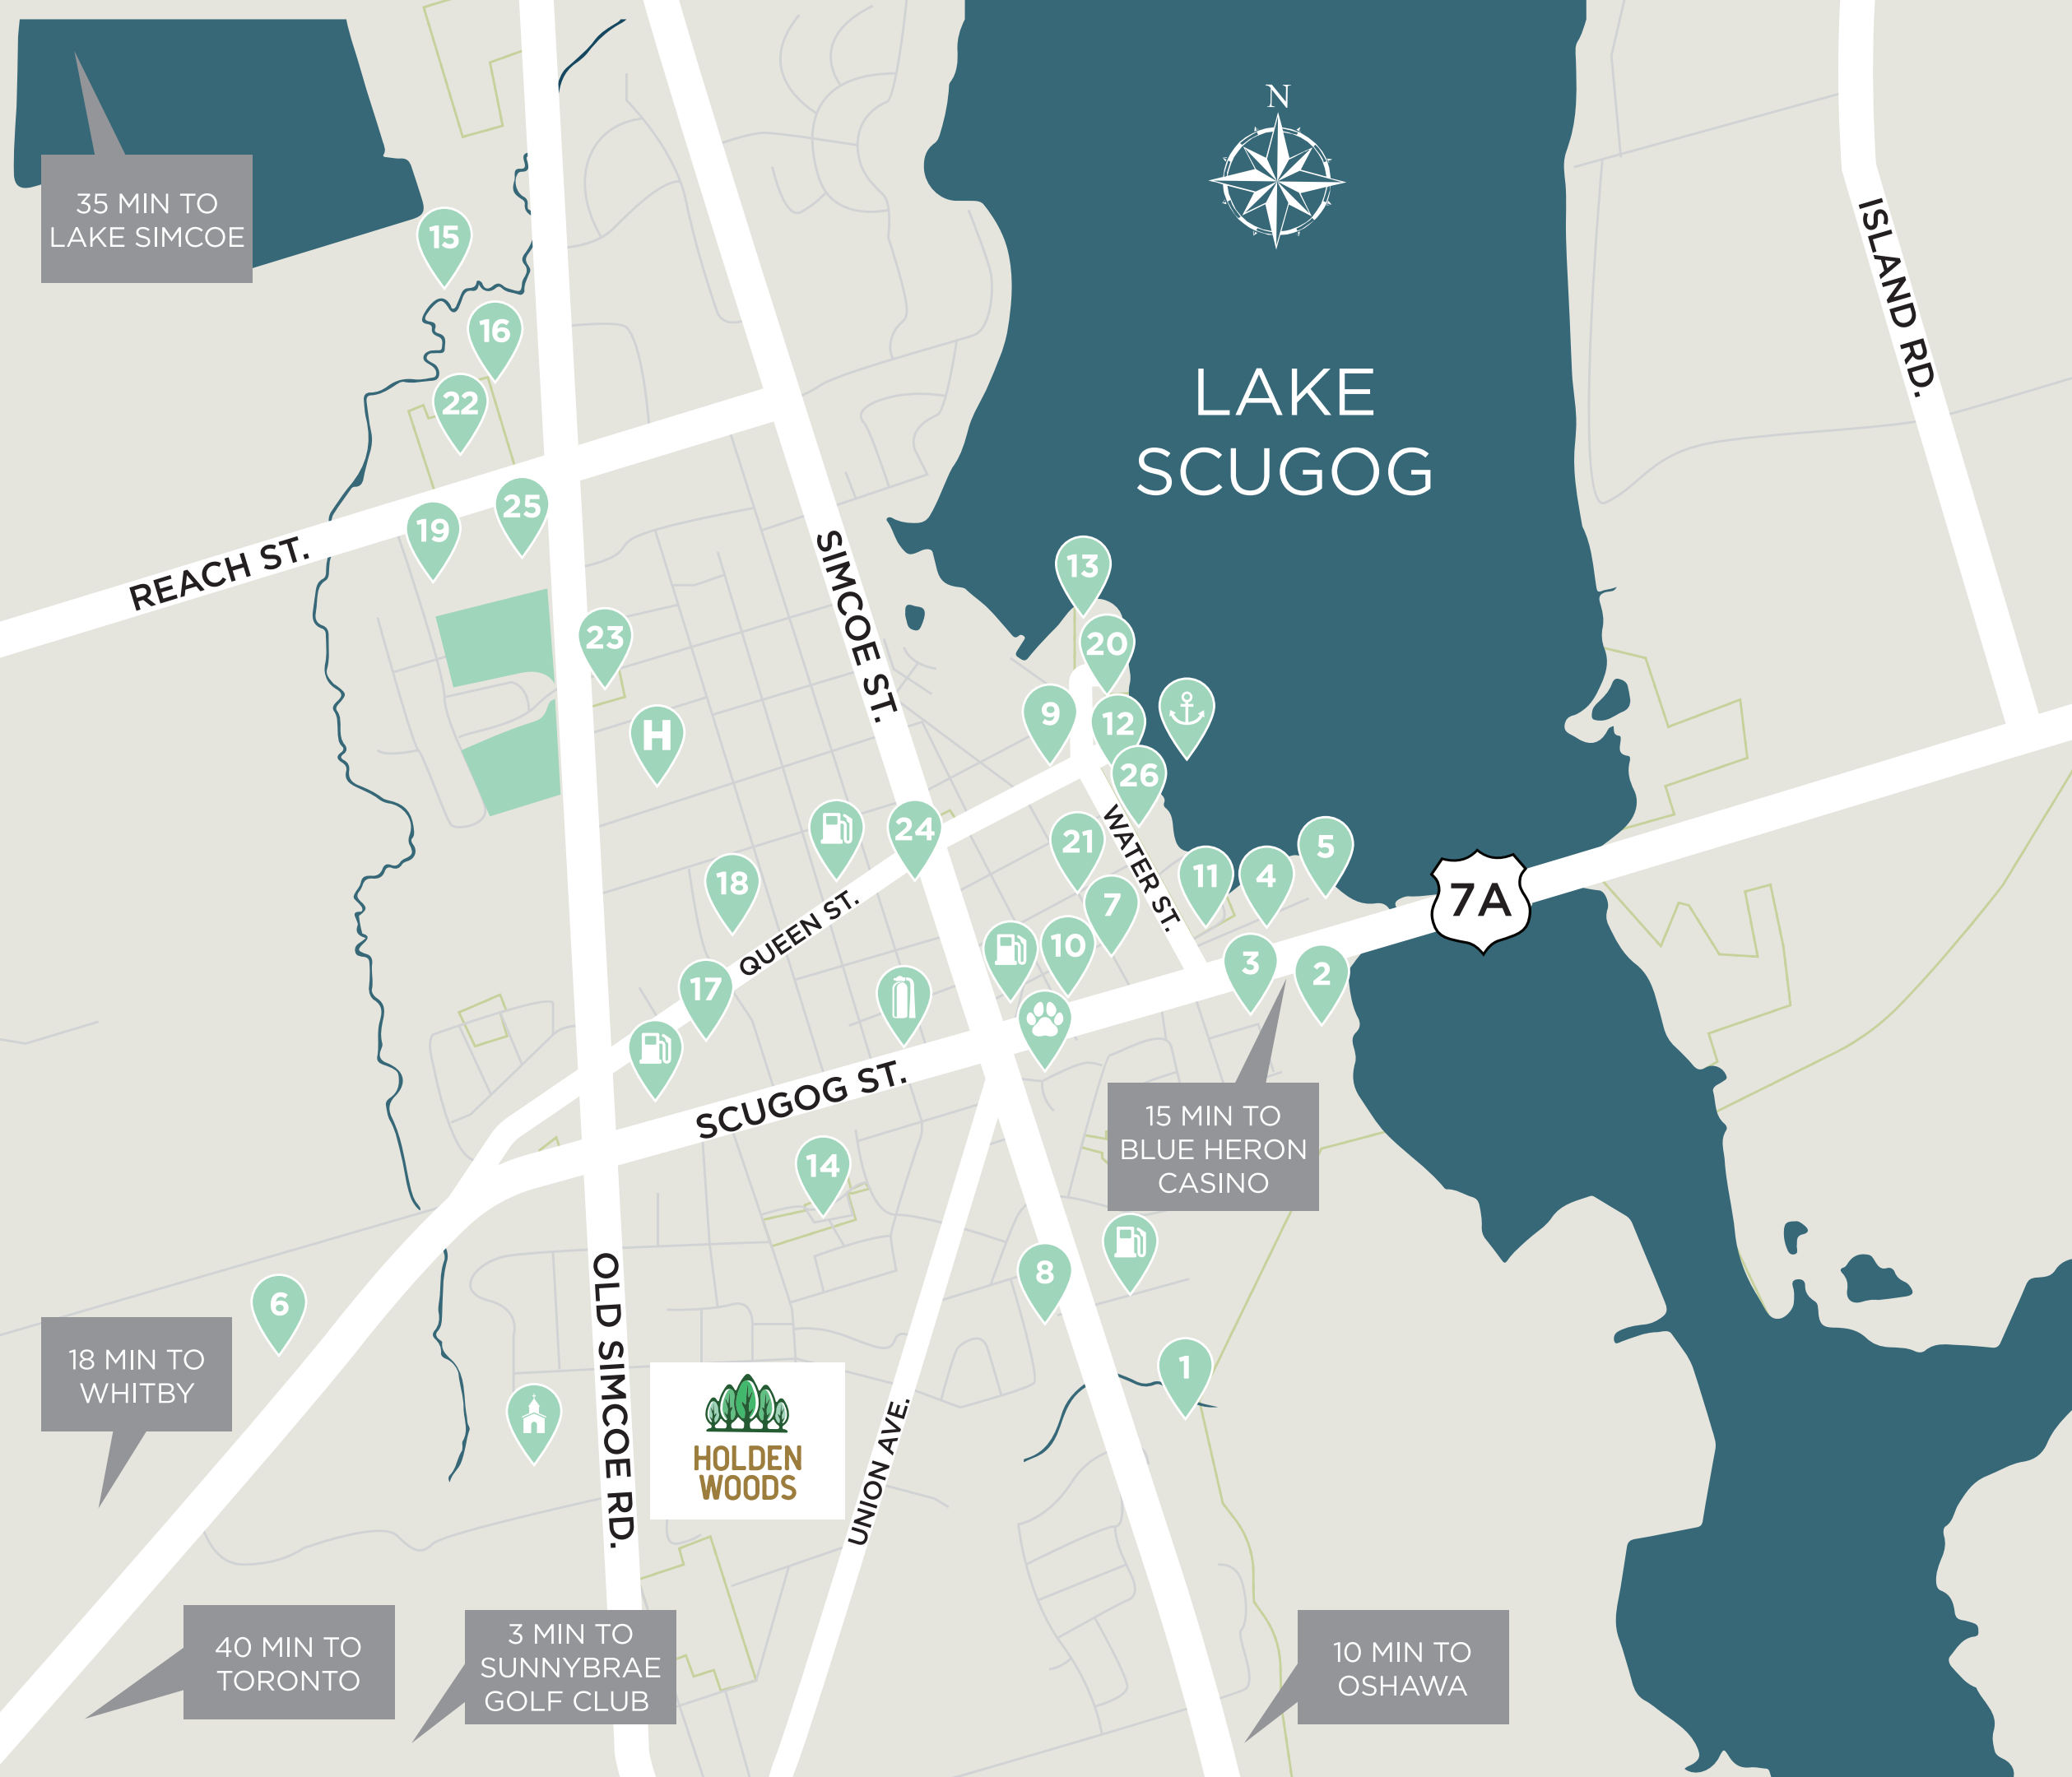 N
35 MIN TO
LAKE SIMCOE
15
16
22
LAKE
SCUGOG
ISLAND RD.
25
19
REACH ST.
SIMCOE ST.
13
23
20
9
12
H
26
24
21
WATER ST.
5
18
11
4
7
7A
QUEEN ST.
10
3
2
17
SCUGOG ST.
15 MIN TO
BLUE HERON
CASINO
14
OLD SIMCOE RD.
8
6
18 MIN TO
WHITBY
1
HOLDEN
WOODS
UNION AVE.
40 MIN TO
TORONTO
3 MIN TO
SUNNYBRAE
GOLF CLUB
10 MIN TO
OSHAWA